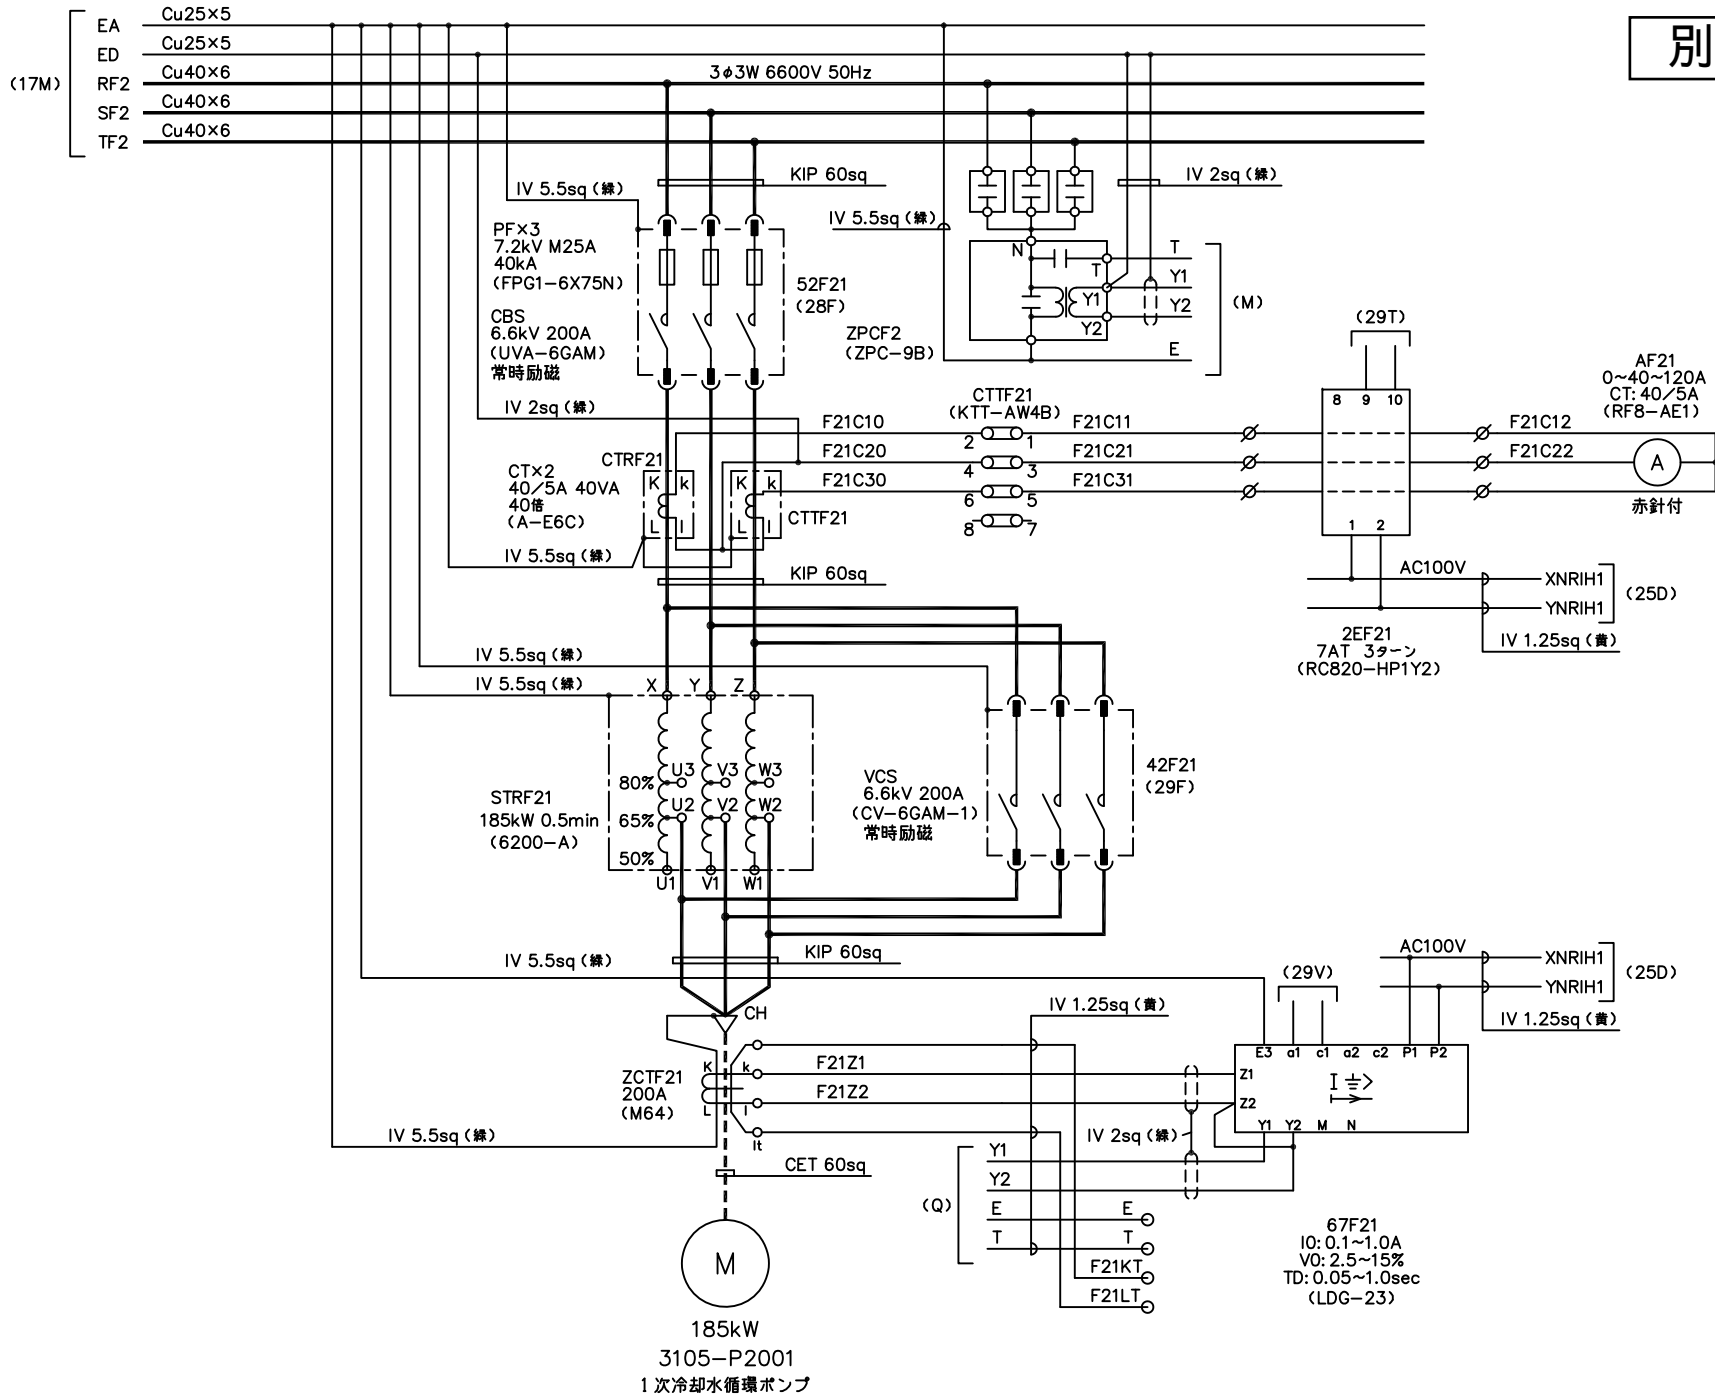 EA Cu25×5
ED Cu25×5
(17M) RF2 Cu40×6 3φ3W 6600V 50Hz
SF2 Cu40×6
TF2 Cu40×6
別
IV 5.5sq(緑)
KIP 60sq
IV 2sq(緑)
IV 5.5sq(緑)
PF×3
7.2kV M25A
40kA
(FPG1-6X75N)
CBS
6.6kV 200A
(UVA-6GAM)
常時励磁
52F21
(28F)
ZPCF2
(ZPC-9B)
N
T
Y1
Y2
T
Y1
Y2
E
(M)
IV 2sq(緑)
CTTF21
(KTT-AW4B)
F21C10 2 1 F21C11
F21C20 4 3 F21C21
F21C30 6 5 F21C31
8 7
(29T)
8 9 10
1 2
F21C12
F21C22
AF21
0~40~120A
CT:40/5A
(RF8-AE1)
A
赤針付
CT×2
40/5A 40VA
40倍
(A-E6C)
CTRF21
K k
L l
K k
L l
CTTF21
IV 5.5sq(緑)
KIP 60sq
AC100V
XNRIH1
YNRIH1
(25D)
IV 1.25sq(黄)
2EF21
7AT 3ターン
(RC820-HP1Y2)
IV 5.5sq(緑)
IV 5.5sq(緑)
X Y Z
80% U3 V3 W3
65% U2 V2 W2
50%
U1 V1 W1
STRF21
185kW 0.5min
(6200-A)
VCS
6.6kV 200A
(CV-6GAM-1)
常時励磁
42F21
(29F)
IV 5.5sq(緑)
KIP 60sq
CH
IV 1.25sq(黄)
(29V)
AC100V
XNRIH1
YNRIH1
(25D)
IV 1.25sq(黄)
E3 a1 c1 a2 c2 P1 P2
Z1
Z2
I
Y1 Y2 M N
ZCTF21
200A
(M64)
K k
L l
lt
F21Z1
F21Z2
IV 5.5sq(緑)
IV 2sq(緑)
CET 60sq
(Q)
Y1
Y2
E E
T T
F21KT
F21LT
67F21
I0:0.1~1.0A
V0:2.5~15%
TD:0.05~1.0sec
(LDG-23)
M
185kW
3105-P2001
1次冷却水循環ポンプ